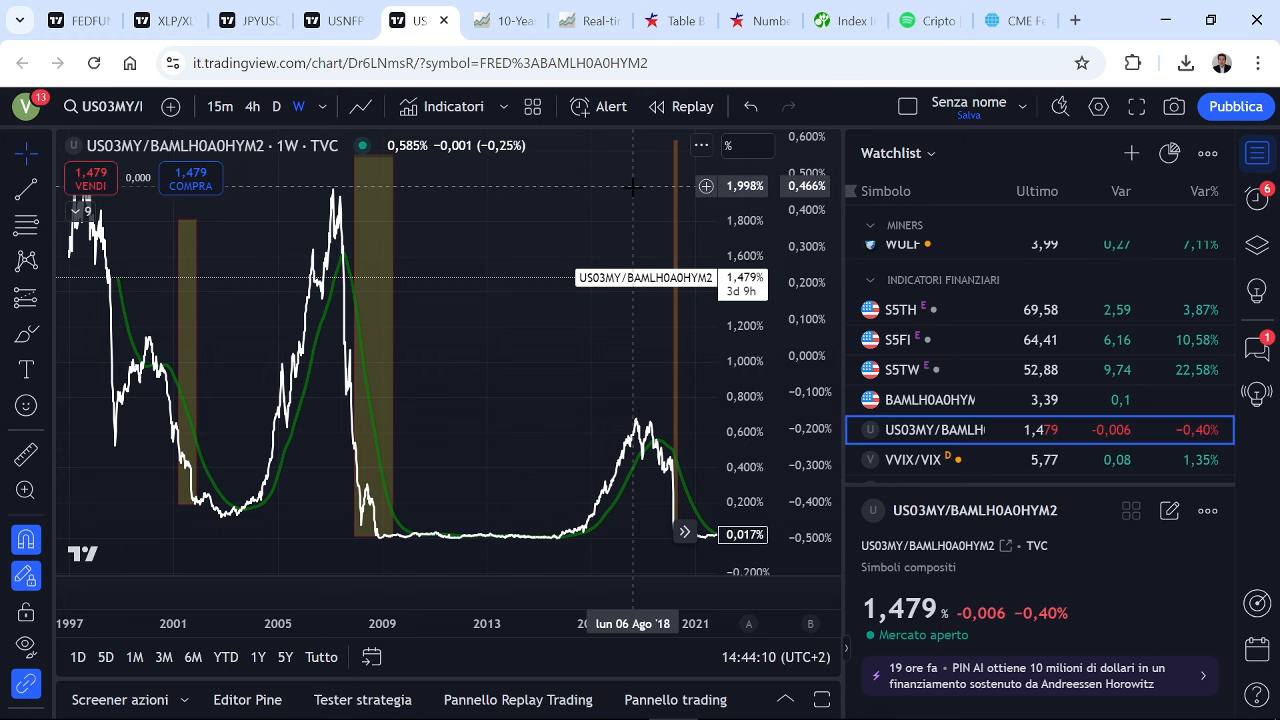 FEDFUN
XLP/XL
JPYUSD
USNFP
US
10-Yea
Real-tir
Table B
Numbe
Index In
Cripto
CME Fe
it.tradingview.com/chart/Dr6LNmsR/?symbol=FRED%3ABAMLH0A0HYM2
V
13
US03MY/I
15m
4h
D
W
Indicatori
Alert
Replay
Senza nome
Salva
Pubblica
US03MY/BAMLH0A0HYM2 · 1W · TVC
0,585% −0,001 (−0,25%)
%
1,479
VENDI
0,000
1,479
COMPRA
9
1,998%
1,800%
1,600%
US03MY/BAMLH0A0HYM2
1,479%
3d 9h
1,200%
1,000%
0,800%
0,600%
0,400%
0,200%
0,017%
−0,200%
0,600%
0,500%
0,466%
0,400%
0,300%
0,200%
0,100%
0,000%
−0,100%
−0,200%
−0,300%
−0,400%
−0,500%
1997
2001
2005
2009
2013
lun 06 Ago '18
2021
A
B
1D
5D
1M
3M
6M
YTD
1Y
5Y
Tutto
14:44:10 (UTC+2)
Screener azioni
Editor Pine
Tester strategia
Pannello Replay Trading
Pannello trading
Watchlist
Simbolo
Ultimo
Var
Var%
MINERS
WULF
3,99
0,27
7,11%
INDICATORI FINANZIARI
S5TH E
69,58
2,59
3,87%
S5FI E
64,41
6,16
10,58%
S5TW E
52,88
9,74
22,58%
BAMLH0A0HYM
3,39
0,1
U
US03MY/BAMLH
1,479
-0,006
−0,40%
V
VVIX/VIX D
5,77
0,08
1,35%
U
US03MY/BAMLH0A0HYM2
US03MY/BAMLH0A0HYM2
• TVC
Simboli compositi
1,479 %
-0,006
−0,40%
Mercato aperto
19 ore fa • PIN AI ottiene 10 milioni di dollari in un
finanziamento sostenuto da Andreessen Horowitz
6
1